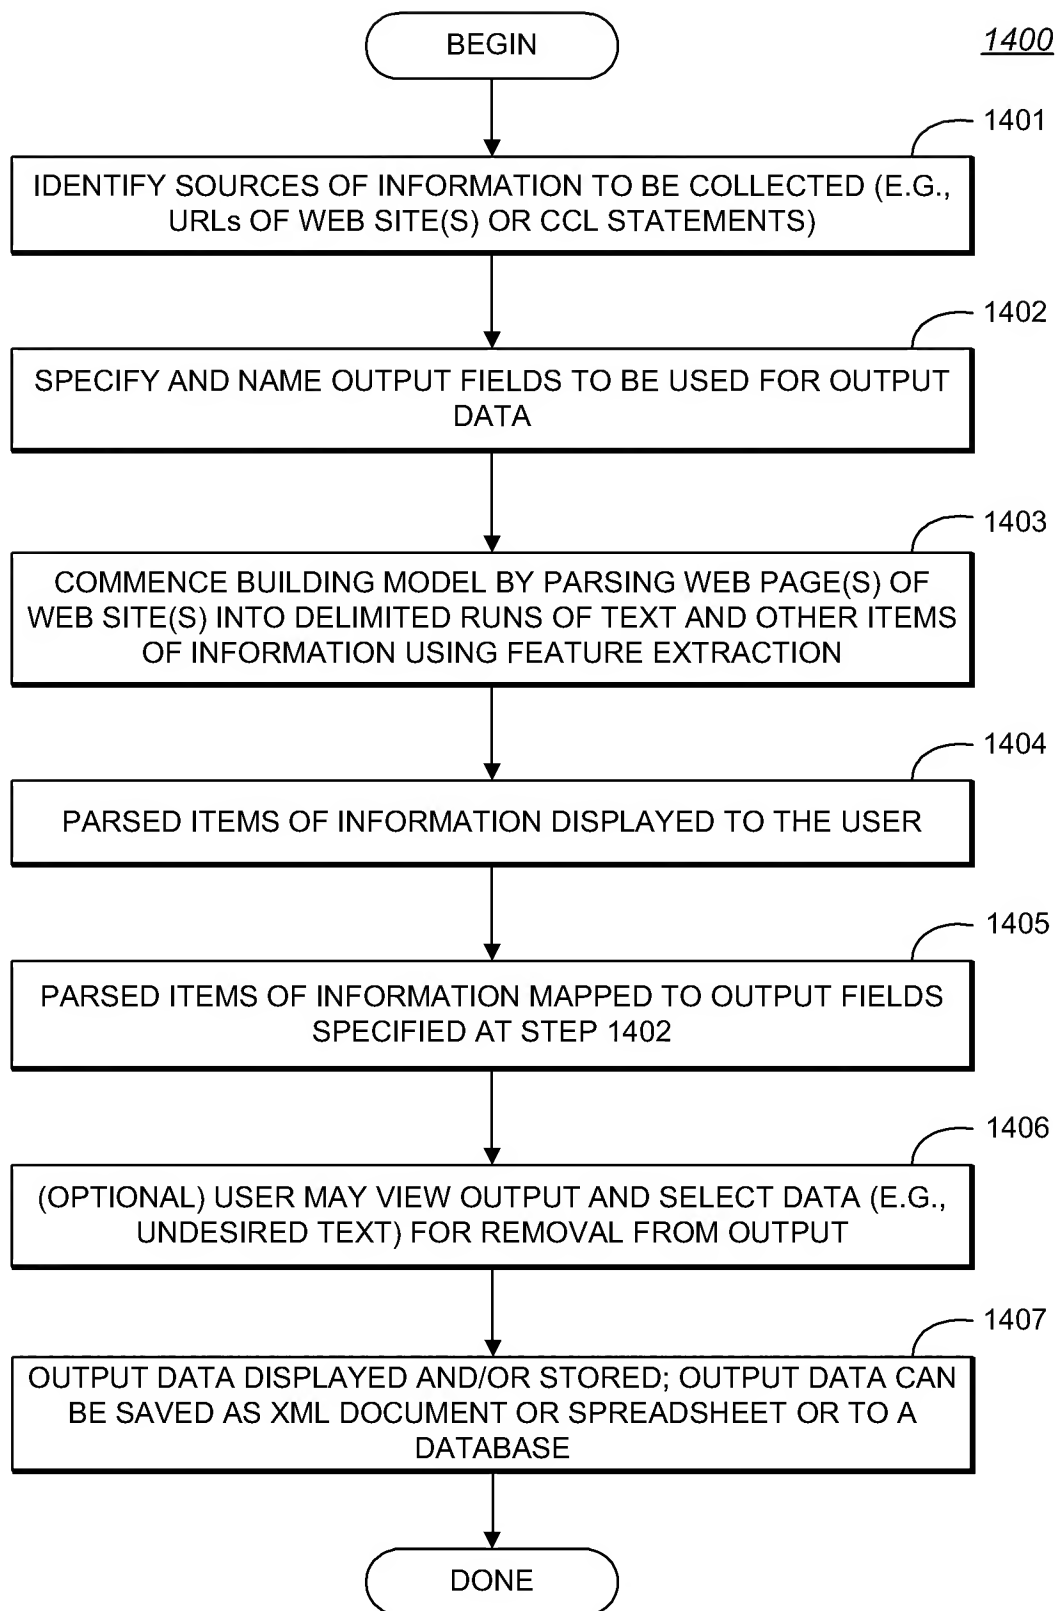 BEGIN
1400
1401
IDENTIFY SOURCES OF INFORMATION TO BE COLLECTED (E.G.,
URLs OF WEB SITE(S) OR CCL STATEMENTS)
1402
SPECIFY AND NAME OUTPUT FIELDS TO BE USED FOR OUTPUT
DATA
1403
COMMENCE BUILDING MODEL BY PARSING WEB PAGE(S) OF
WEB SITE(S) INTO DELIMITED RUNS OF TEXT AND OTHER ITEMS
OF INFORMATION USING FEATURE EXTRACTION
1404
PARSED ITEMS OF INFORMATION DISPLAYED TO THE USER
1405
PARSED ITEMS OF INFORMATION MAPPED TO OUTPUT FIELDS
SPECIFIED AT STEP 1402
1406
(OPTIONAL) USER MAY VIEW OUTPUT AND SELECT DATA (E.G.,
UNDESIRED TEXT) FOR REMOVAL FROM OUTPUT
1407
OUTPUT DATA DISPLAYED AND/OR STORED; OUTPUT DATA CAN
BE SAVED AS XML DOCUMENT OR SPREADSHEET OR TO A
DATABASE
DONE